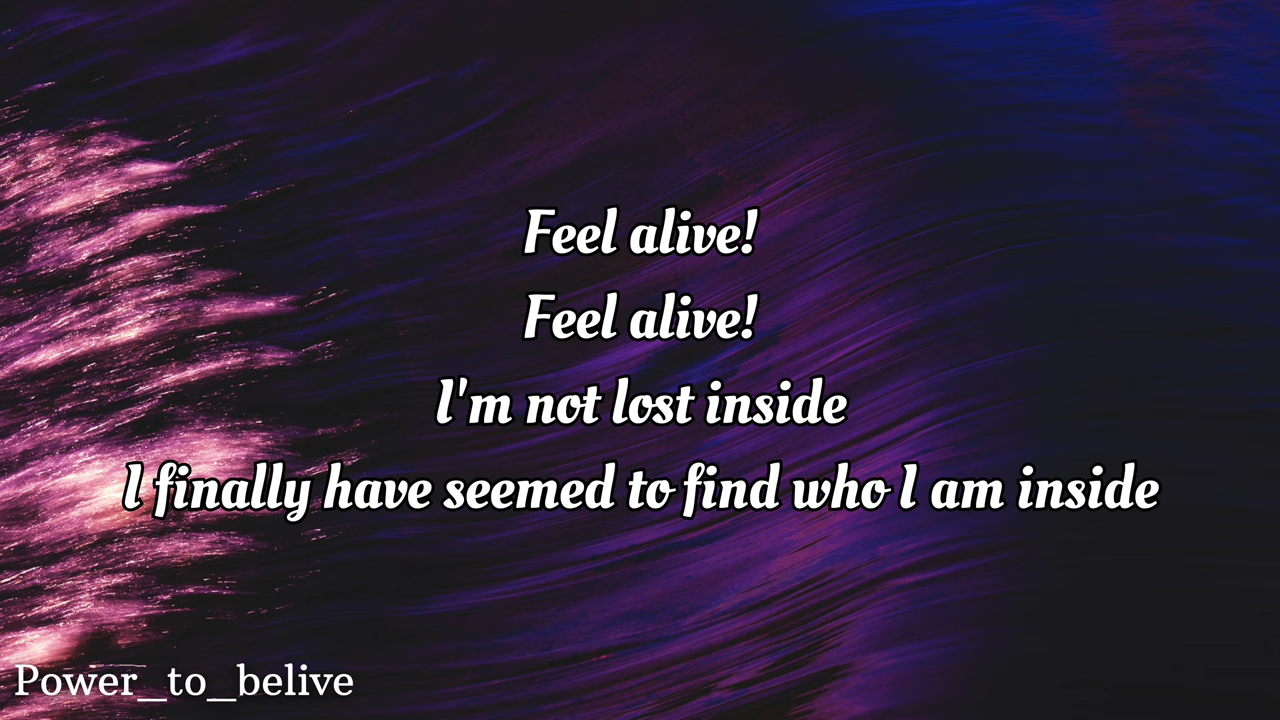 Feel alive!
Feel alive!
I'm not lost inside
I finally have seemed to find who I am inside
Power_to_belive